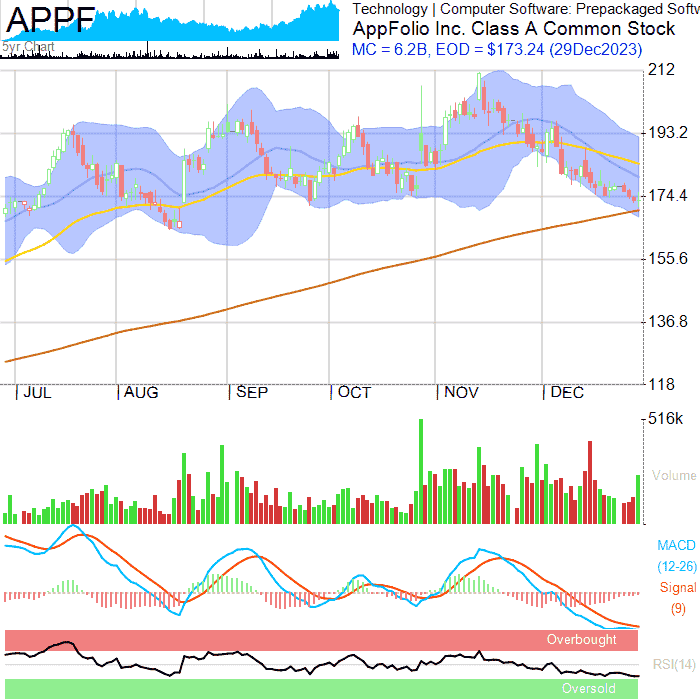 APPF
5yr Chart
Technology | Computer Software: Prepackaged Softw
AppFolio Inc. Class A Common Stock
MC = 6.2B, EOD = $173.24 (29Dec2023)
212
193.2
174.4
155.6
136.8
118
| JUL | AUG | SEP | OCT | NOV | DEC
516k
Volume
MACD
(12-26)
Signal
(9)
Overbought
RSI(14)
Oversold